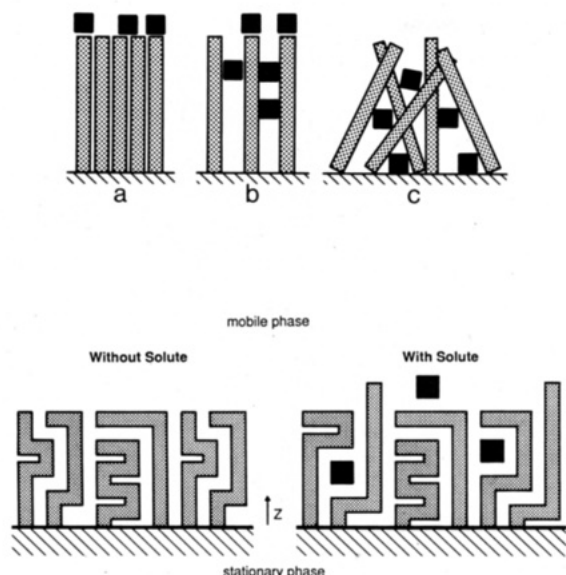 a b c
mobile phase
Without Solute With Solute
Z
stationary phase